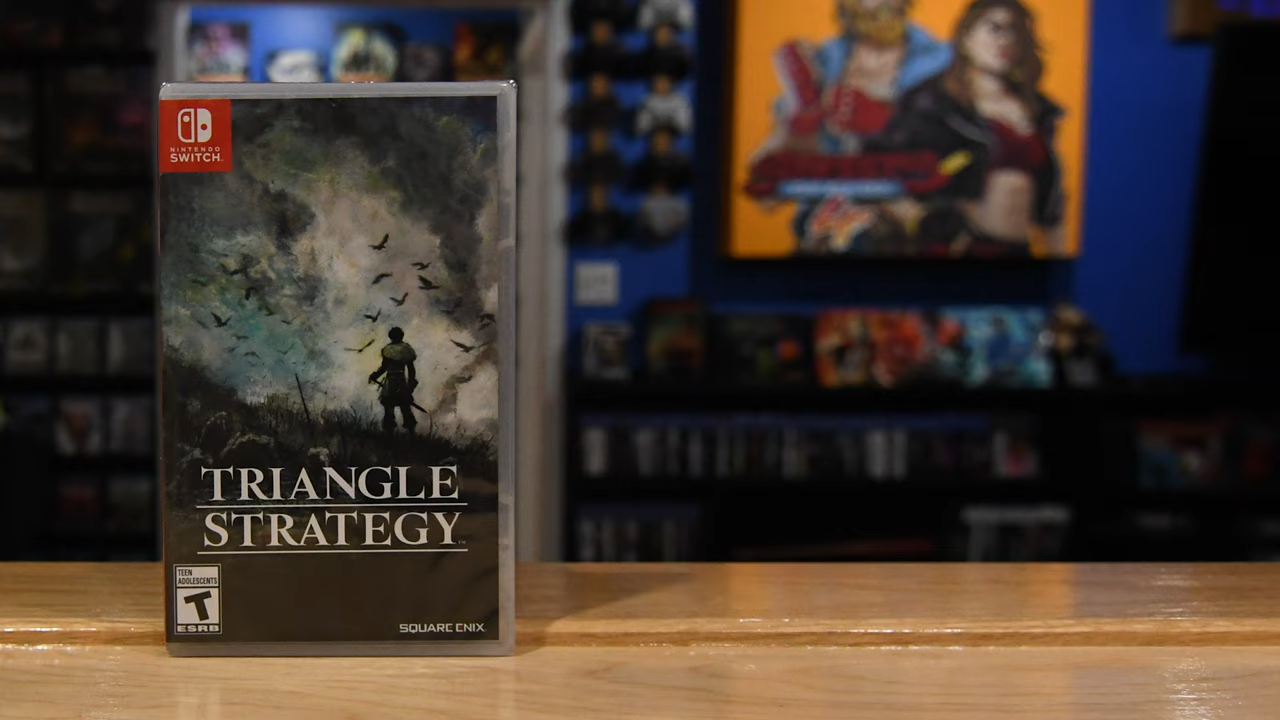 NINTENDO
SWITCH
TRIANGLE
STRATEGY
TEEN
ADOLESCENTS
T
ESRB
SQUARE ENIX